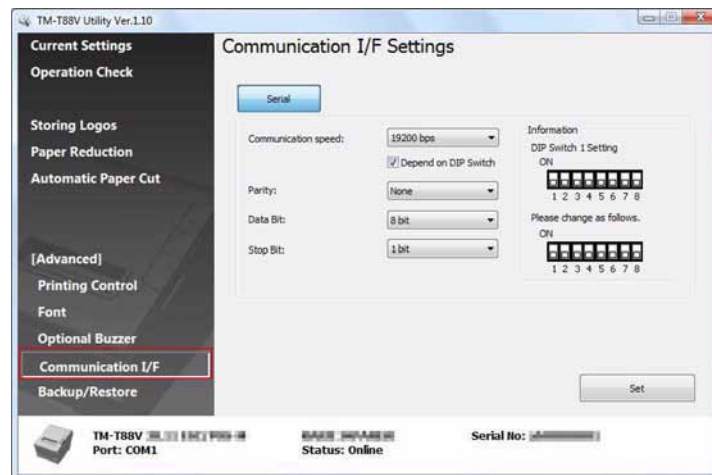 TM-T88V Utility Ver.1.10
Current Settings
Operation Check
Storing Logos
Paper Reduction
Automatic Paper Cut
[Advanced]
Printing Control
Font
Optional Buzzer
Communication I/F
Backup/Restore
Communication I/F Settings
Serial
Communication speed: 19200 bps
Depend on DIP Switch
Parity: None
Data Bit: 8 bit
Stop Bit: 1 bit
Information
DIP Switch 1 Setting
ON
1 2 3 4 5 6 7 8
Please change as follows.
ON
1 2 3 4 5 6 7 8
Set
TM-T88V Serial No:
Port: COM1 Status: Online